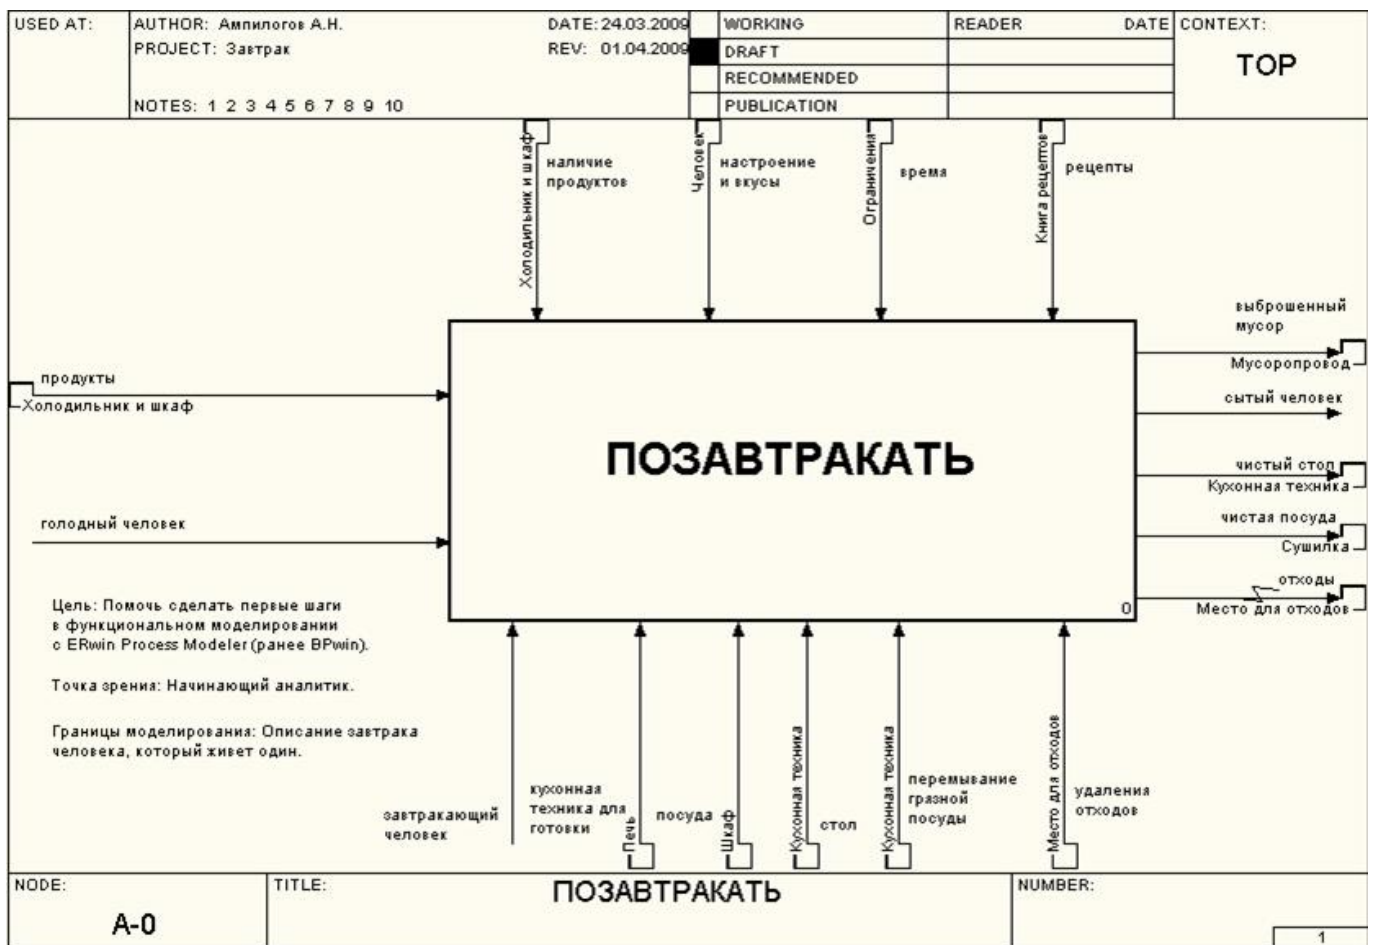 USED AT:
AUTHOR: Ампилогов А.Н.
DATE: 24.03.2009
WORKING
READER
DATE
CONTEXT:
PROJECT: Завтрак
REV: 01.04.2009
DRAFT
TOP
RECOMMENDED
NOTES: 1 2 3 4 5 6 7 8 9 10
PUBLICATION
Холодильник и шкаф
наличие
продуктов
Человек
настроение
и вкусы
Ограничения
время
Книга рецептов
рецепты
продукты
Холодильник и шкаф
голодный человек
ПОЗАВТРАКАТЬ
0
выброшенный
мусор
Мусоропровод
сытый человек
чистый стол
Кухонная техника
чистая посуда
Сушилка
отходы
Место для отходов
Цель: Помочь сделать первые шаги
в функциональном моделировании
с ERwin Process Modeler (ранее BPwin).
Точка зрения: Начинающий аналитик.
Границы моделирования: Описание завтрака
человека, который живет один.
завтракающий
человек
кухонная
техника для
готовки
Печь
посуда
Шкаф
Кухонная техника
стол
Кухонная техника
перемывание
грязной
посуды
Место для отходов
удаления
отходов
NODE:
TITLE:
NUMBER:
A-0
ПОЗАВТРАКАТЬ
1